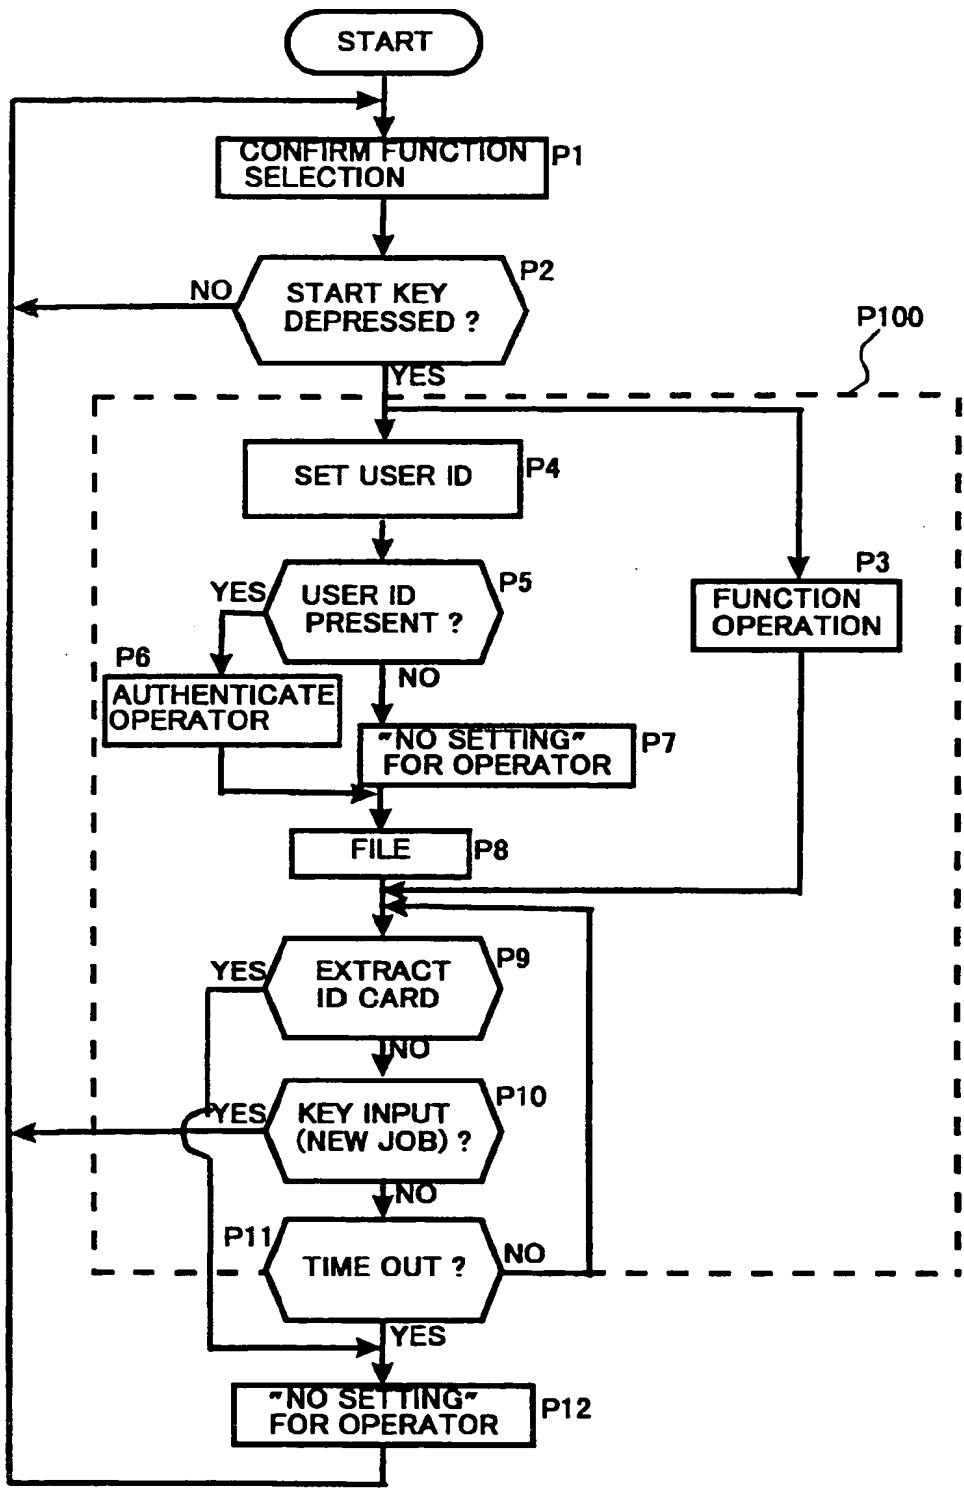 START
CONFIRM FUNCTION
SELECTION
P1
P2
NO
START KEY
DEPRESSED ?
P100
YES
SET USER ID
P4
P3
FUNCTION
OPERATION
P5
YES
USER ID
PRESENT ?
P6
NO
AUTHENTICATE
OPERATOR
"NO SETTING"
FOR OPERATOR
P7
FILE
P8
P9
YES
EXTRACT
ID CARD
NO
P10
YES
KEY INPUT
(NEW JOB) ?
NO
P11
TIME OUT ?
NO
YES
"NO SETTING"
FOR OPERATOR
P12